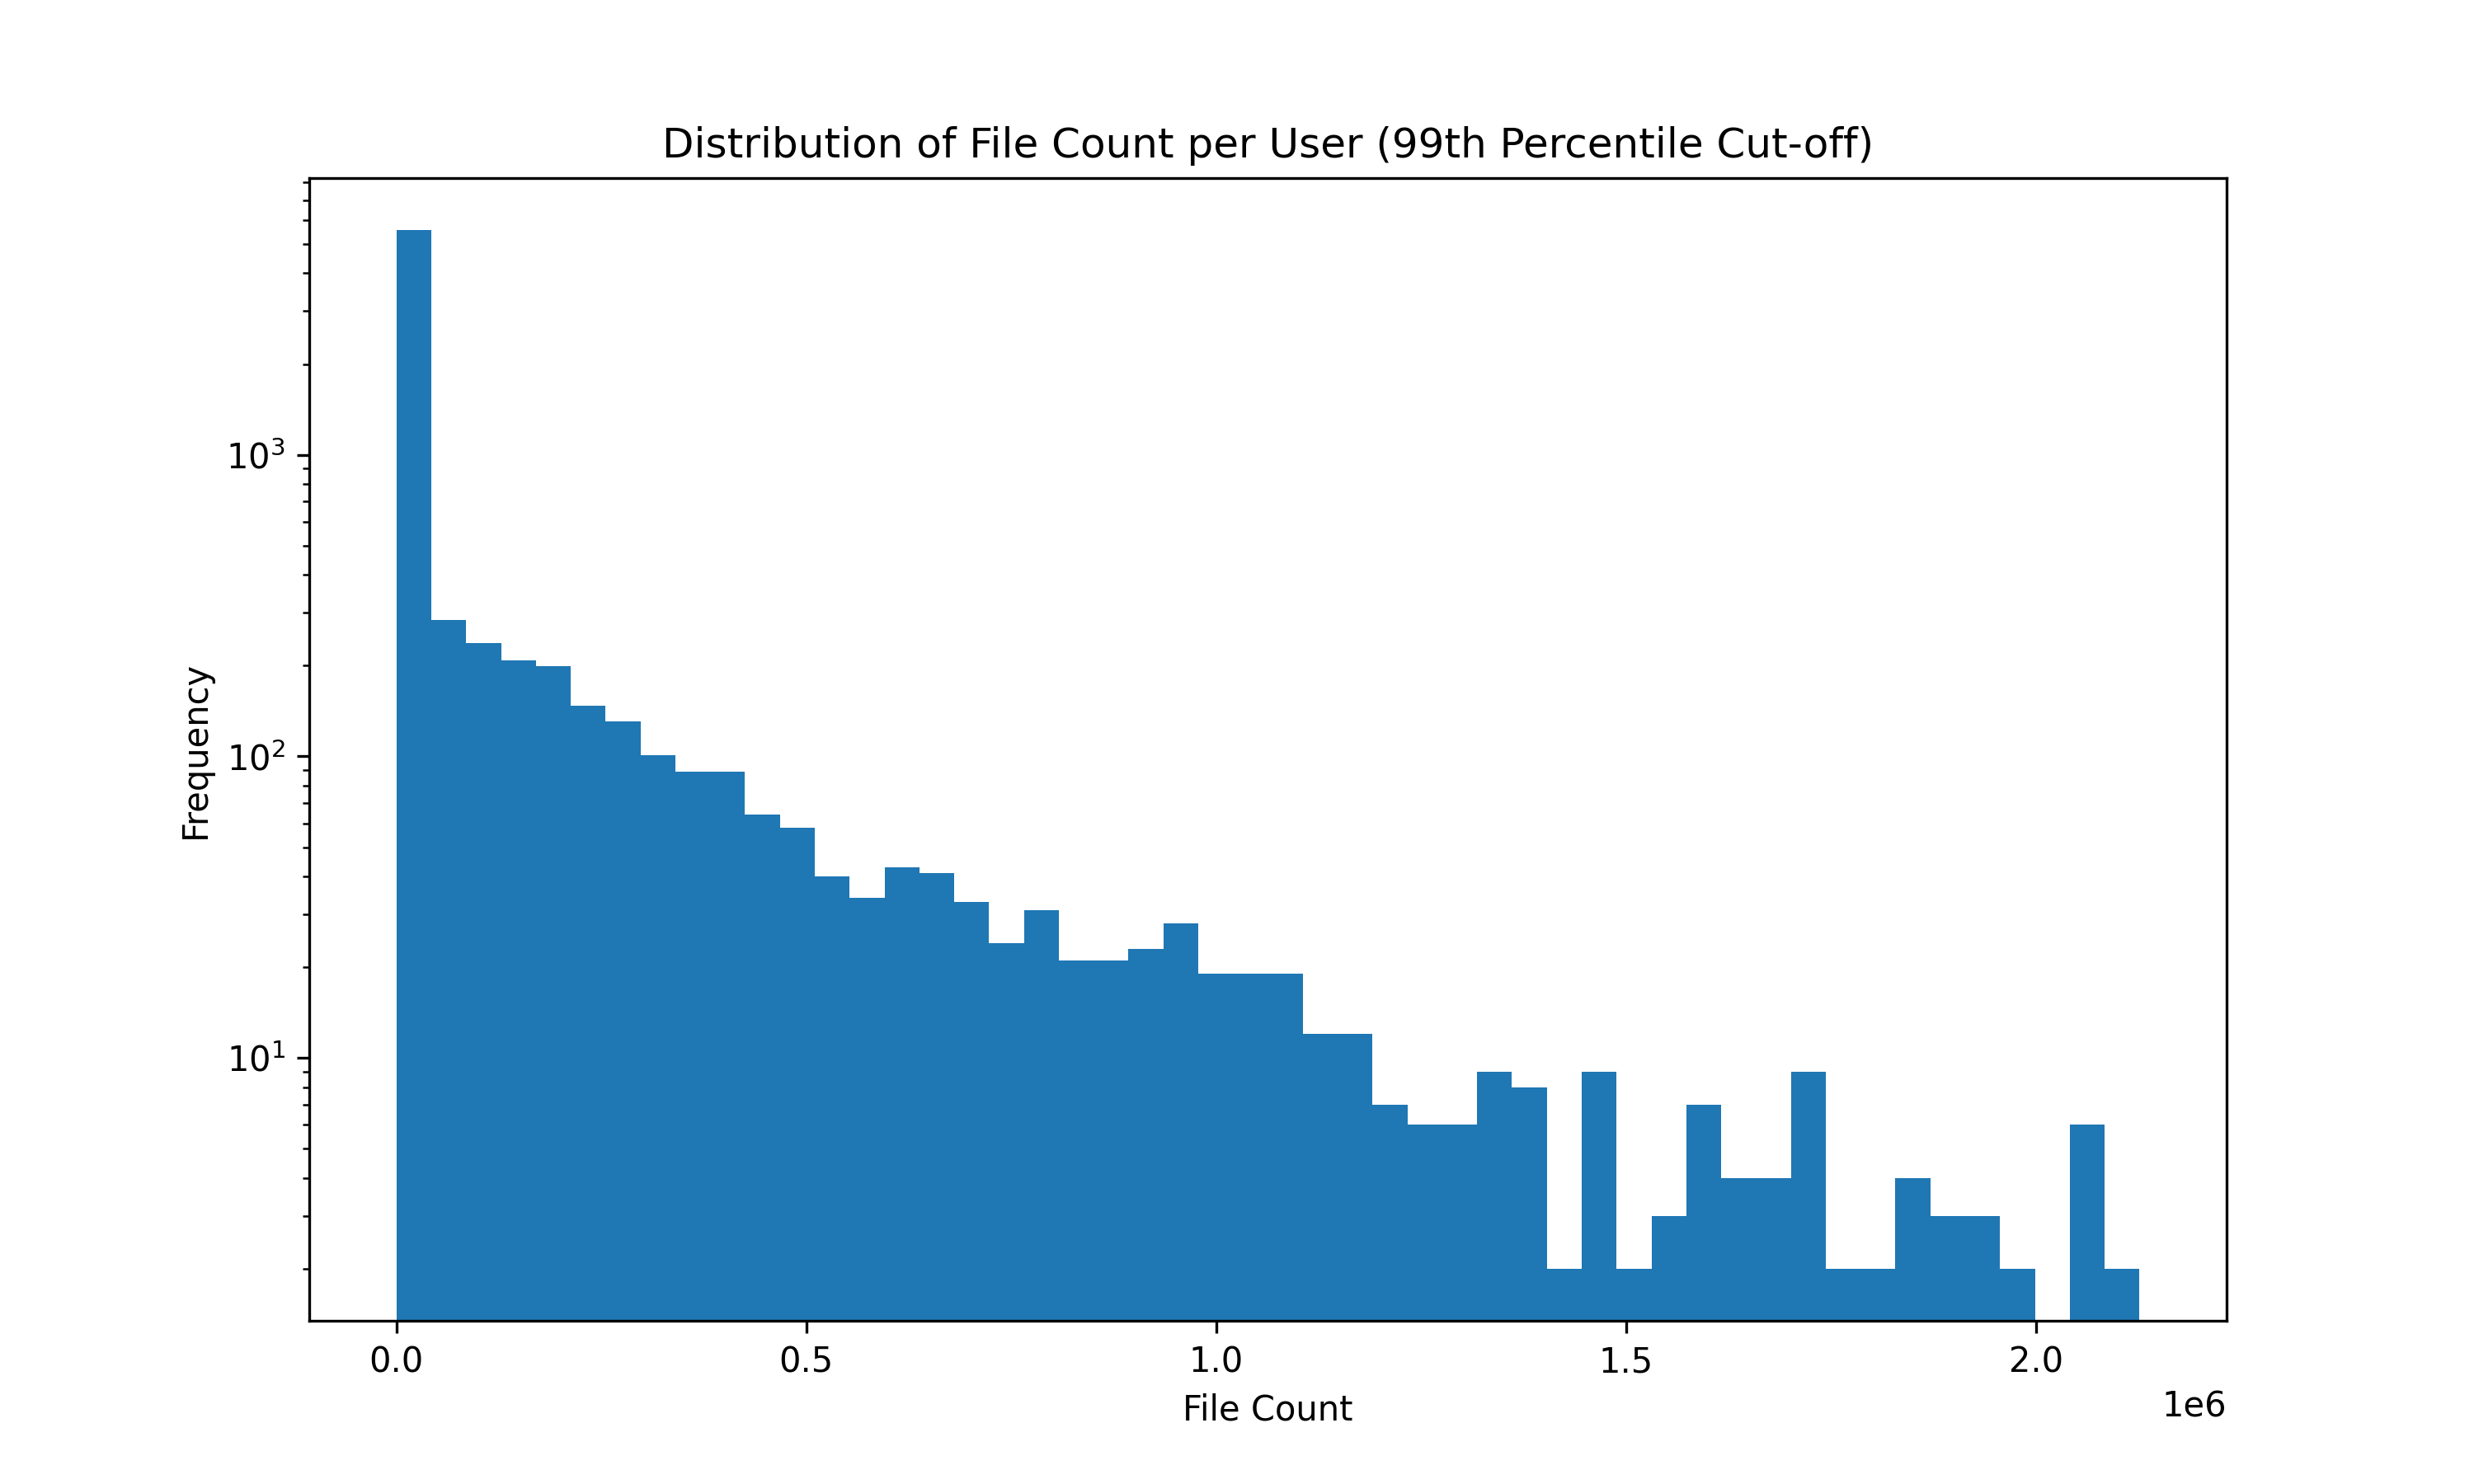 Distribution of File Count per User (99th Percentile Cut-off)
Frequency
10³
10²
10¹
0.0 0.5 1.0 1.5 2.0
1e6
File Count